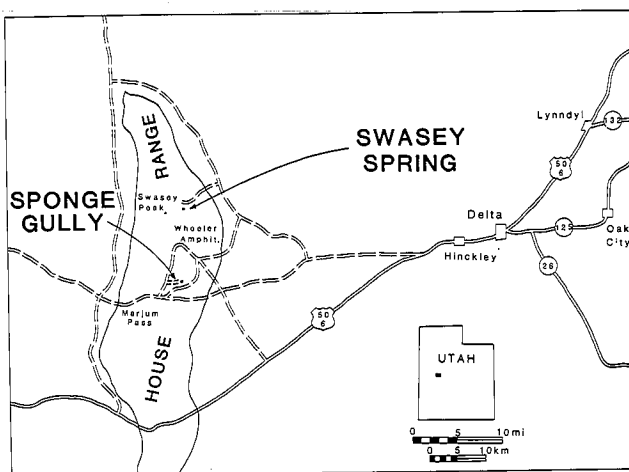 Lynndyl
132
RANGE
SWASEY
SPRING
50
6
SPONGE
GULLY
Swasey
Peak
Wheeler
Amphit.
Delta
125
Oak
City
Hinckley
26
Marjum
Pass
50
6
HOUSE
UTAH
0 5 10mi
0 5 10km